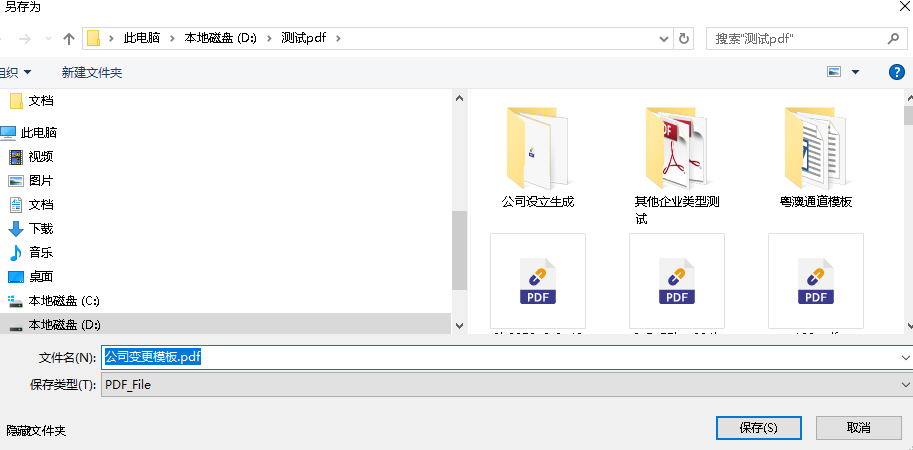 另存为
此电脑 > 本地磁盘 (D:) > 测试pdf >
搜索"测试pdf"
组织
新建文件夹
文档
此电脑
视频
图片
文档
下载
音乐
桌面
本地磁盘 (C:)
本地磁盘 (D:)
公司设立生成
其他企业类型测
试
粤澳通道模板
PDF
PDF
PDF
文件名(N):
公司变更模板.pdf
保存类型(T):
PDF_File
隐藏文件夹
保存(S)
取消